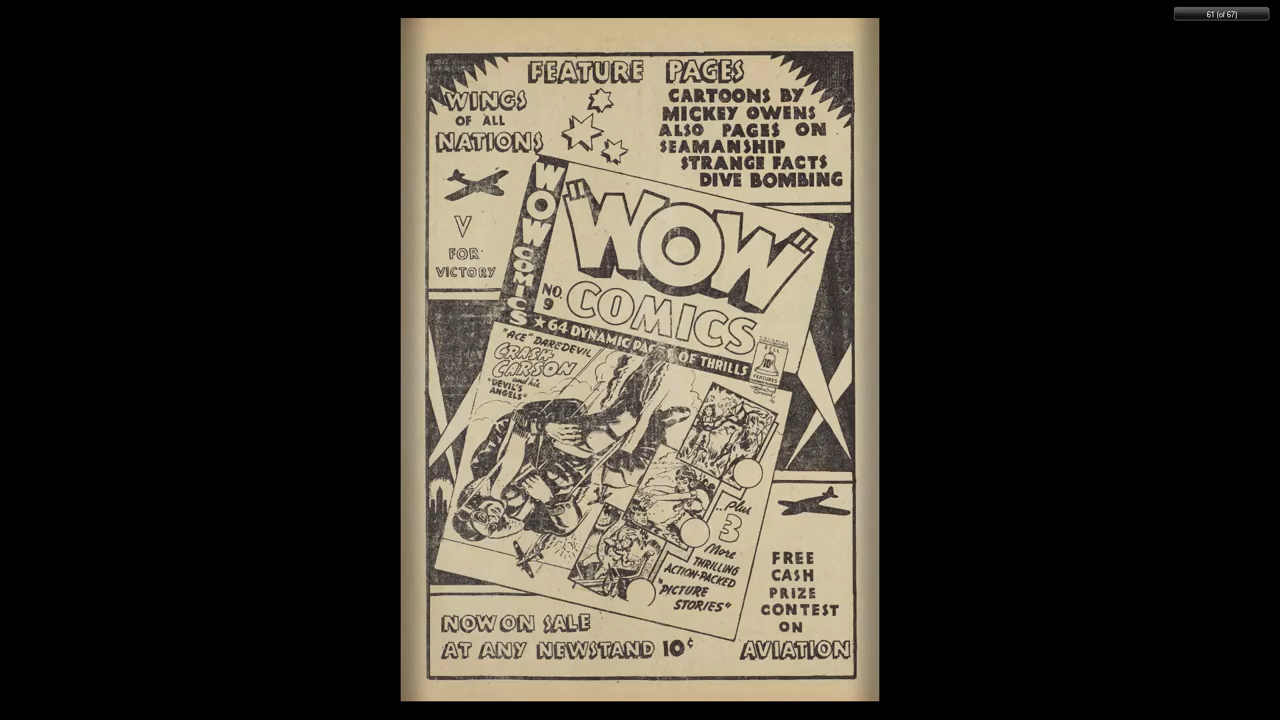 61 (of 67)
FEATURE PAGES
WINGS
OF ALL
NATIONS
CARTOONS BY
MICKEY OWENS
ALSO PAGES ON
SEAMANSHIP
STRANGE FACTS
DIVE BOMBING
V
FOR
VICTORY
WOW COMICS
"WOW"
COMICS
NO.
9
★ 64 DYNAMIC PAGES OF THRILLS
BELL
10¢
FEATURES
"ACE" DAREDEVIL
CRASH
CARSON
and his
"DEVIL'S
ANGELS"
...plus
3
More
THRILLING
ACTION-PACKED
"PICTURE
STORIES"
FREE
CASH
PRIZE
CONTEST
ON
AVIATION
NOW ON SALE
AT ANY NEWSTAND 10¢